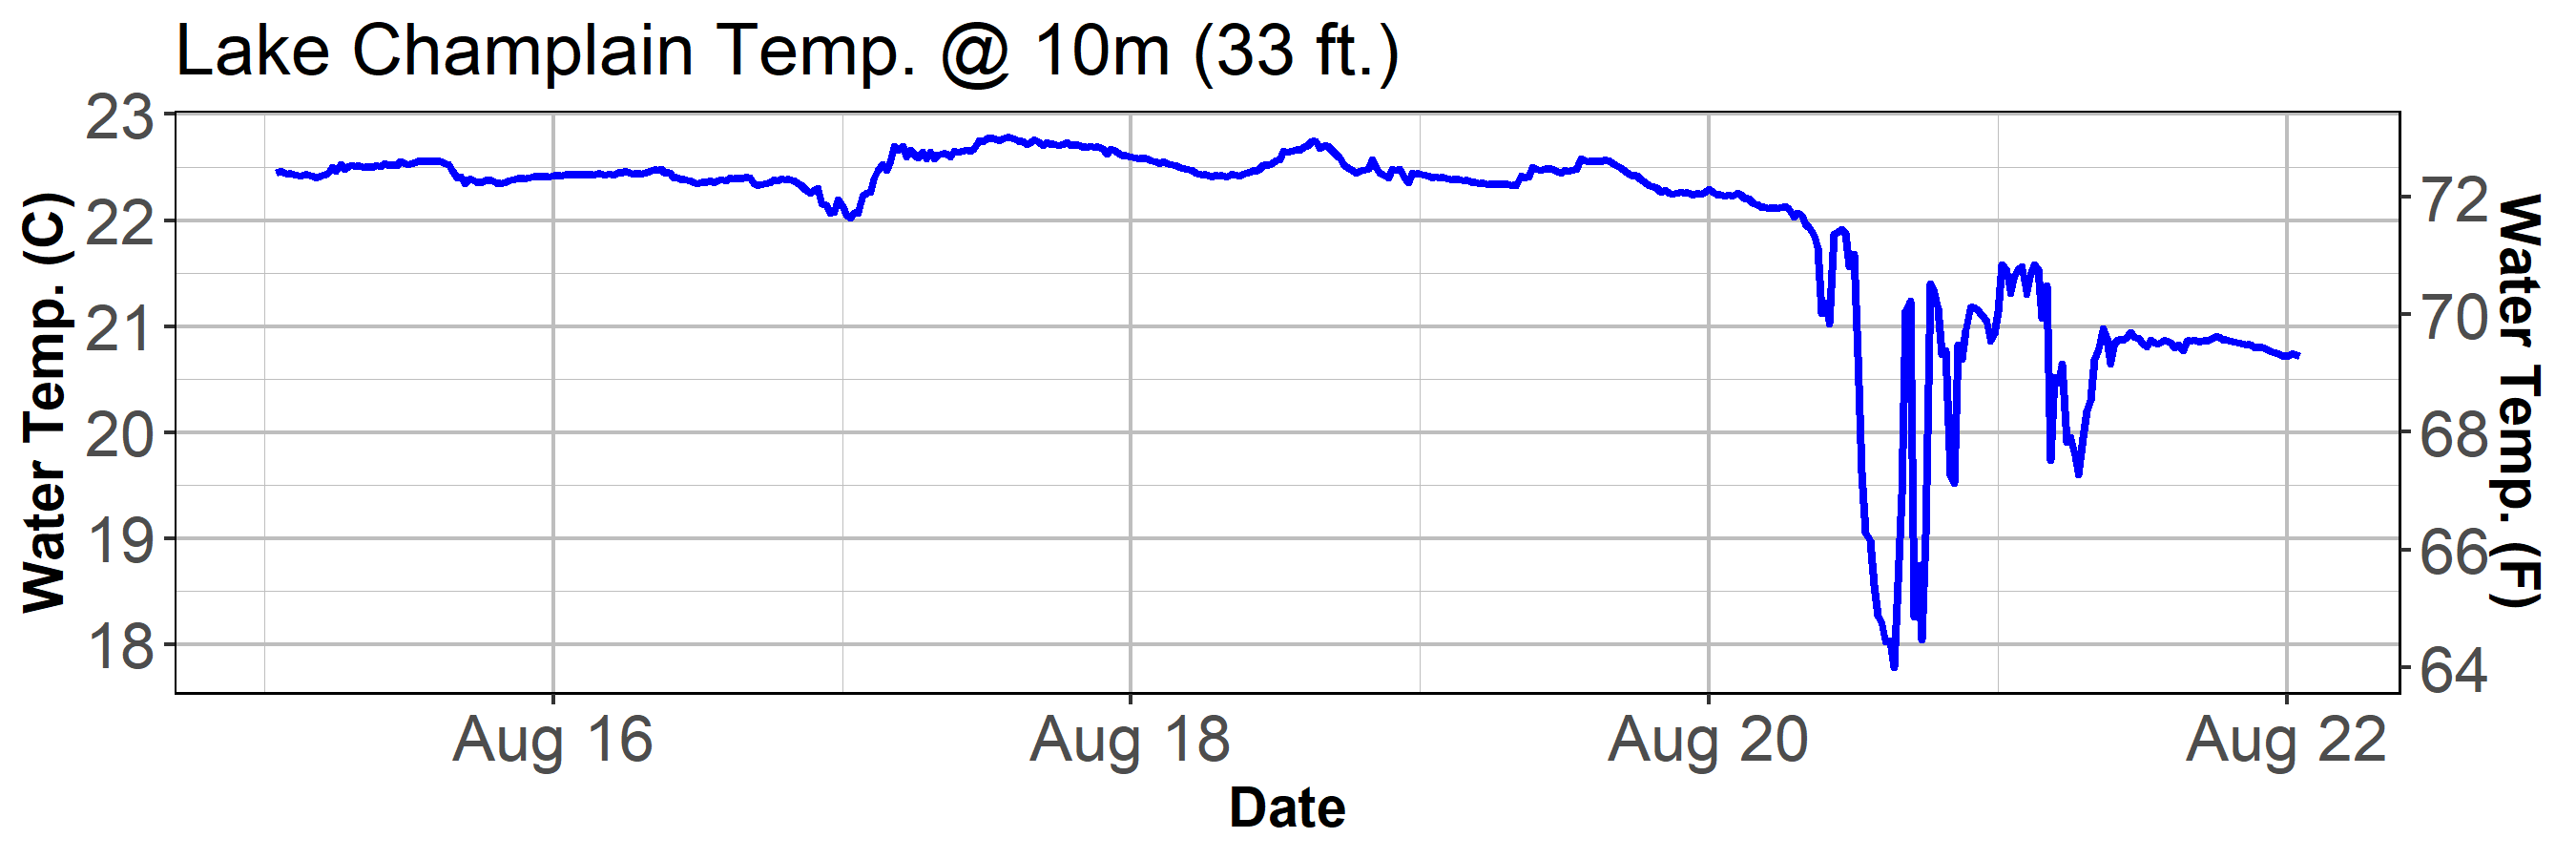 Lake Champlain Temp. @ 10m (33 ft.)
Water Temp. (C)
23
22
21
20
19
18
72
70
68
66
64
Water Temp. (F)
Aug 16
Aug 18
Aug 20
Aug 22
Date